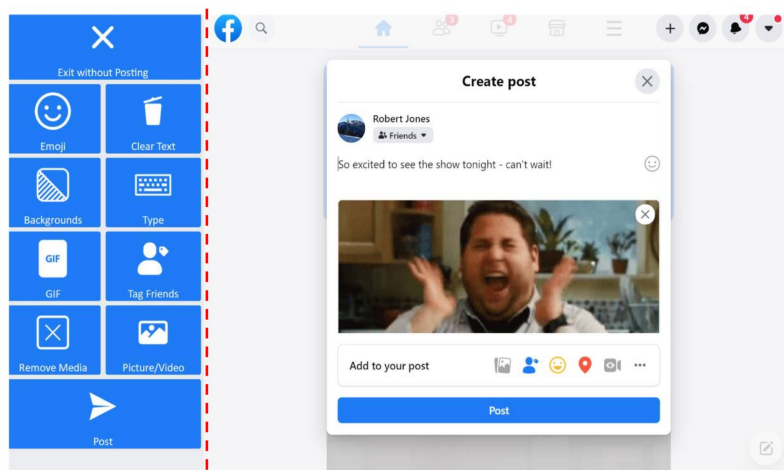 Exit without Posting
Emoji
Clear Text
Backgrounds
Type
GIF
GIF
Tag Friends
Remove Media
Picture/Video
Post
f
3
4
4
Create post
Robert Jones
Friends
So excited to see the show tonight - can't wait!
Add to your post
Post